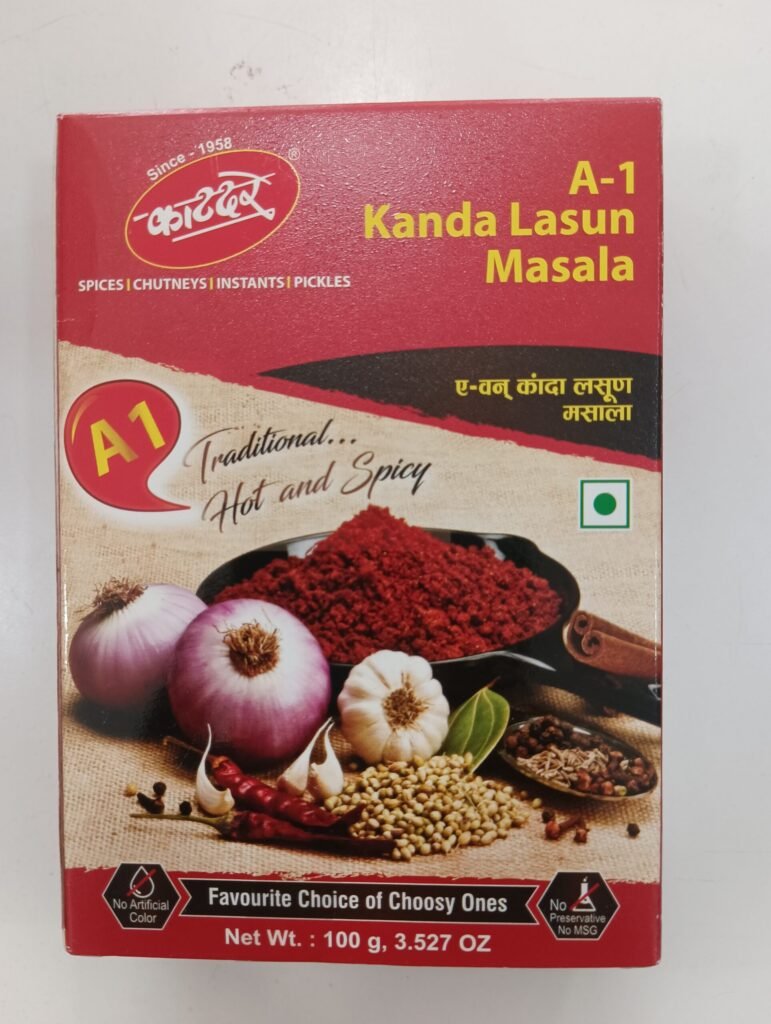 Since - 1958
काटदरे
®
SPICES | CHUTNEYS | INSTANTS | PICKLES
A-1
Kanda Lasun
Masala
ए-वन् कांदा लसूण
मसाला
A1
Traditional...
Hot and Spicy
No Artificial
Color
Favourite Choice of Choosy Ones
No
Preservative
No MSG
Net Wt. : 100 g, 3.527 OZ